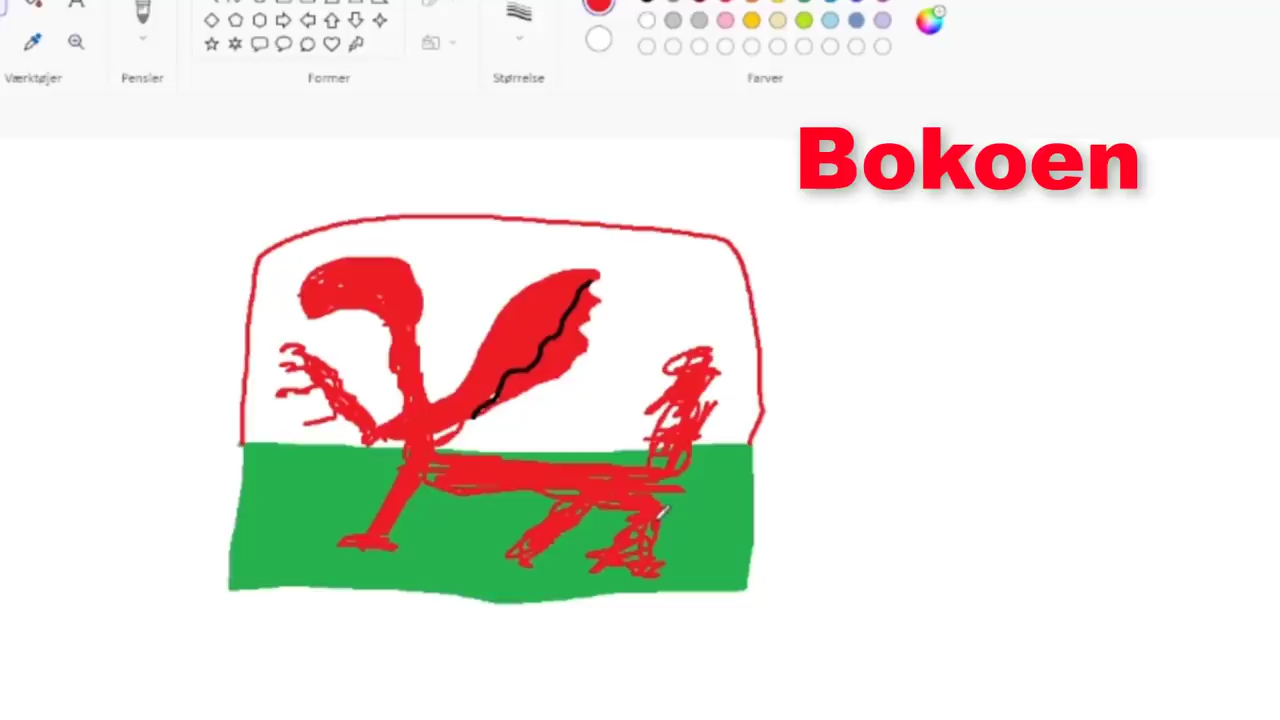 Værktøjer
Pensler
Former
Størrelse
Farver
Bokoen